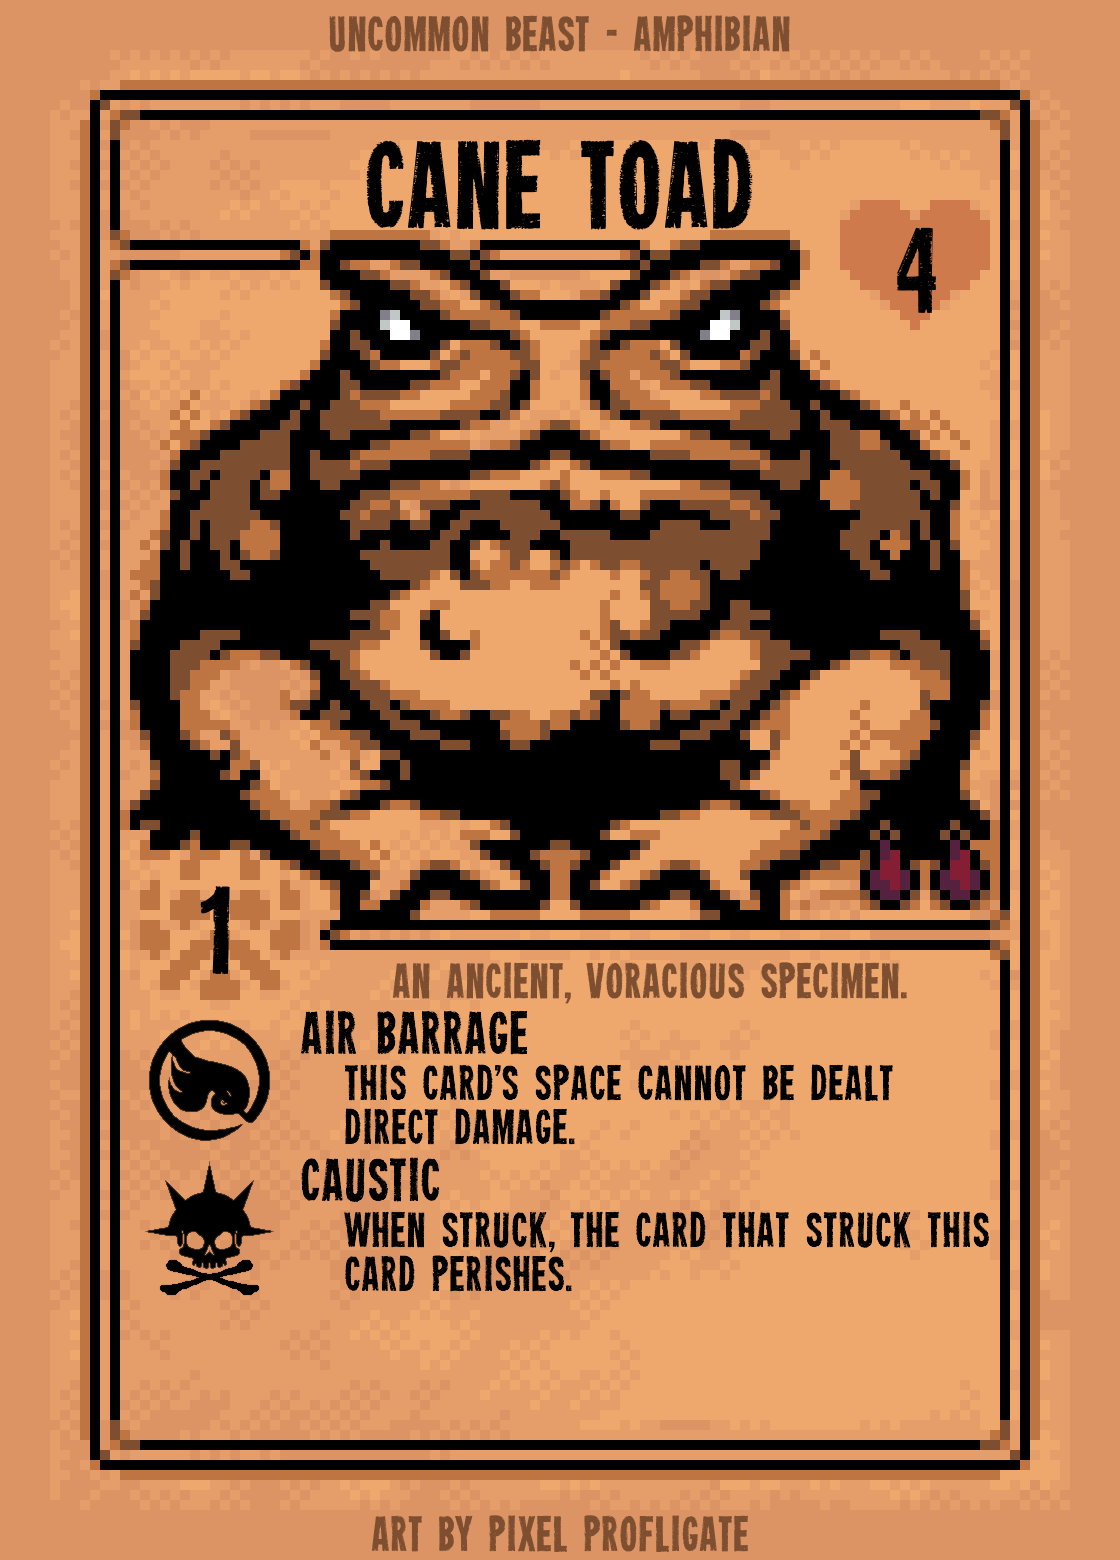 UNCOMMON BEAST - AMPHIBIAN
CANE TOAD
4
1
AN ANCIENT, VORACIOUS SPECIMEN.
AIR BARRAGE
THIS CARD'S SPACE CANNOT BE DEALT
DIRECT DAMAGE.
CAUSTIC
WHEN STRUCK, THE CARD THAT STRUCK THIS
CARD PERISHES.
ART BY PIXEL PROFLIGATE